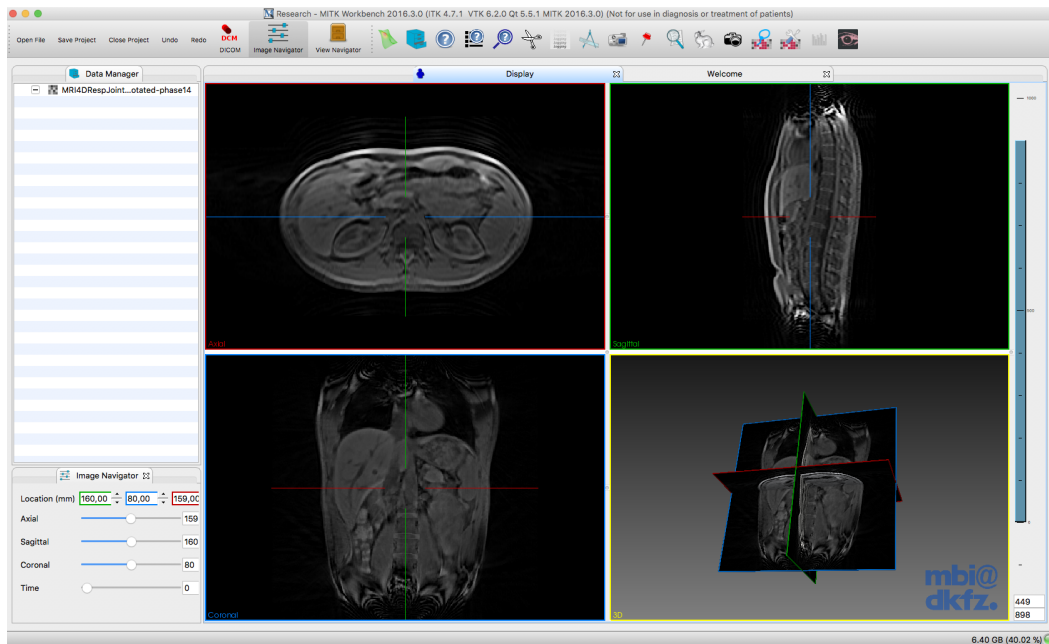 Research - MITK Workbench 2016.3.0 (ITK 4.7.1 VTK 6.2.0 Qt 5.5.1 MITK 2016.3.0) (Not for use in diagnosis or treatment of patients)
Open File Save Project Close Project Undo Redo DCM DICOM Image Navigator View Navigator
Data Manager
Display
Welcome
MRI4DRespJoint...otated-phase14
Axial
Sagittal
Coronal
3D
mbi@
dkfz.
0
449
898
Image Navigator
Location (mm) 160,00 80,00 159,00
Axial 159
Sagittal 160
Coronal 80
Time 0
6.40 GB (40.02 %)